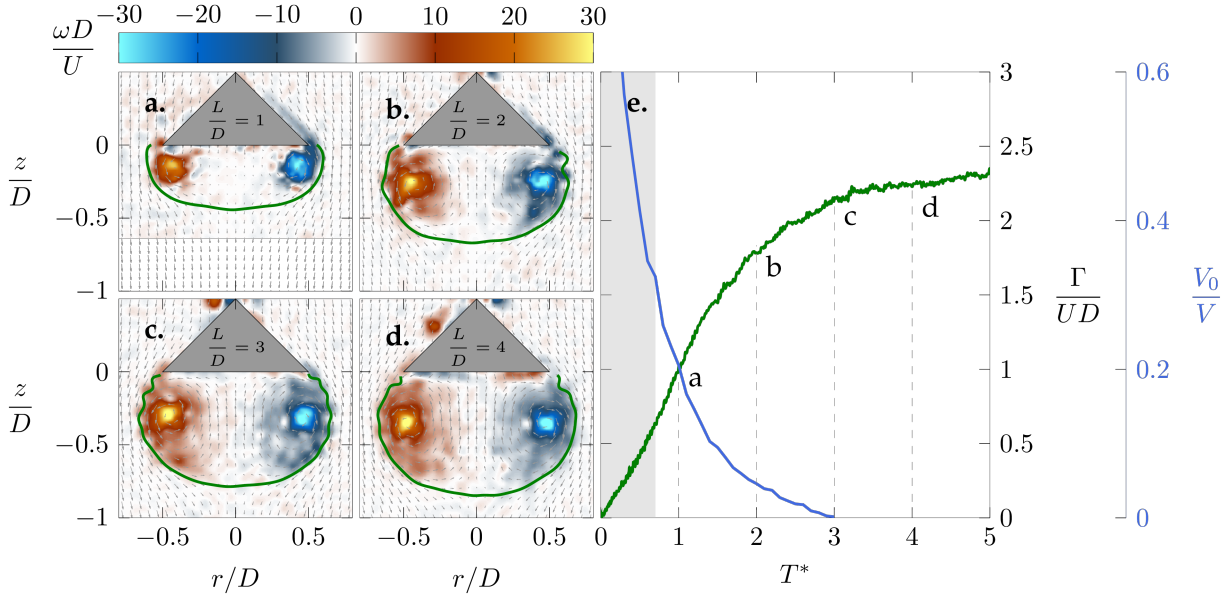 ωD/U
−30 −20 −10 0 10 20 30
a.
L/D = 1
b.
L/D = 2
z/D
0
−0.5
−1
c.
L/D = 3
d.
L/D = 4
z/D
0
−0.5
−1
−0.5 0 0.5
−0.5 0 0.5
r/D
r/D
e.
a
b
c
d
0 1 2 3 4 5
T*
3
2.5
2
1.5
1
0.5
0
Γ/UD
0.6
0.4
0.2
0
V₀/V